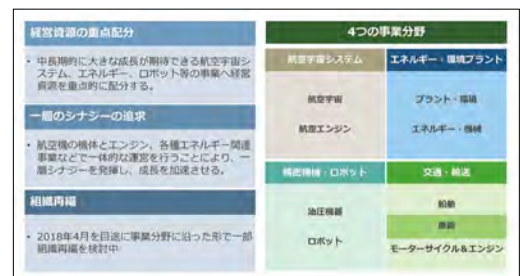 経営資源の重点配分
・中長期的に大きな成長が期待できる航空宇宙シ
ステム、エネルギー、ロボット等の事業へ経営
資源を重点的に配分する。
一層のシナジーの追求
・航空機の機体とエンジン、各種エネルギー関連
事業などで一体的な運営を行うことにより、一
層シナジーを発揮し、成長を加速させる。
組織再編
・2018年4月を目途に事業分野に沿った形で一部
組織再編を検討中
4つの事業分野
航空宇宙システム
航空宇宙
航空エンジン
エネルギー・環境プラント
プラント・環境
エネルギー・機械
精密機械・ロボット
油圧機器
ロボット
交通・輸送
船舶
車両
モーターサイクル&エンジン